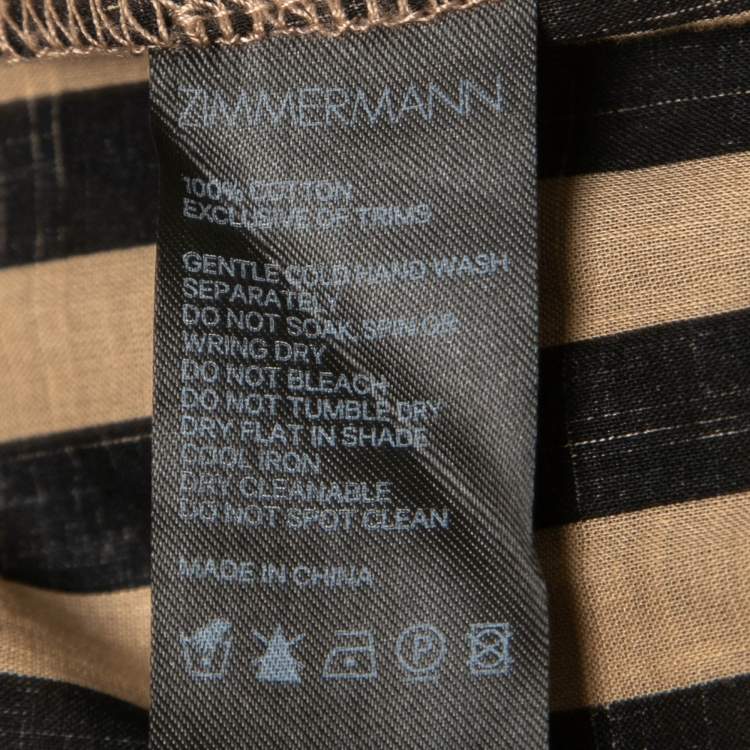 ZIMMERMANN
100% COTTON
EXCLUSIVE OF TRIMS
GENTLE COLD HAND WASH
SEPARATELY
DO NOT SOAK, SPIN OR
WRING DRY
DO NOT BLEACH
DO NOT TUMBLE DRY
DRY FLAT IN SHADE
COOL IRON
DRY CLEANABLE
DO NOT SPOT CLEAN
MADE IN CHINA
P